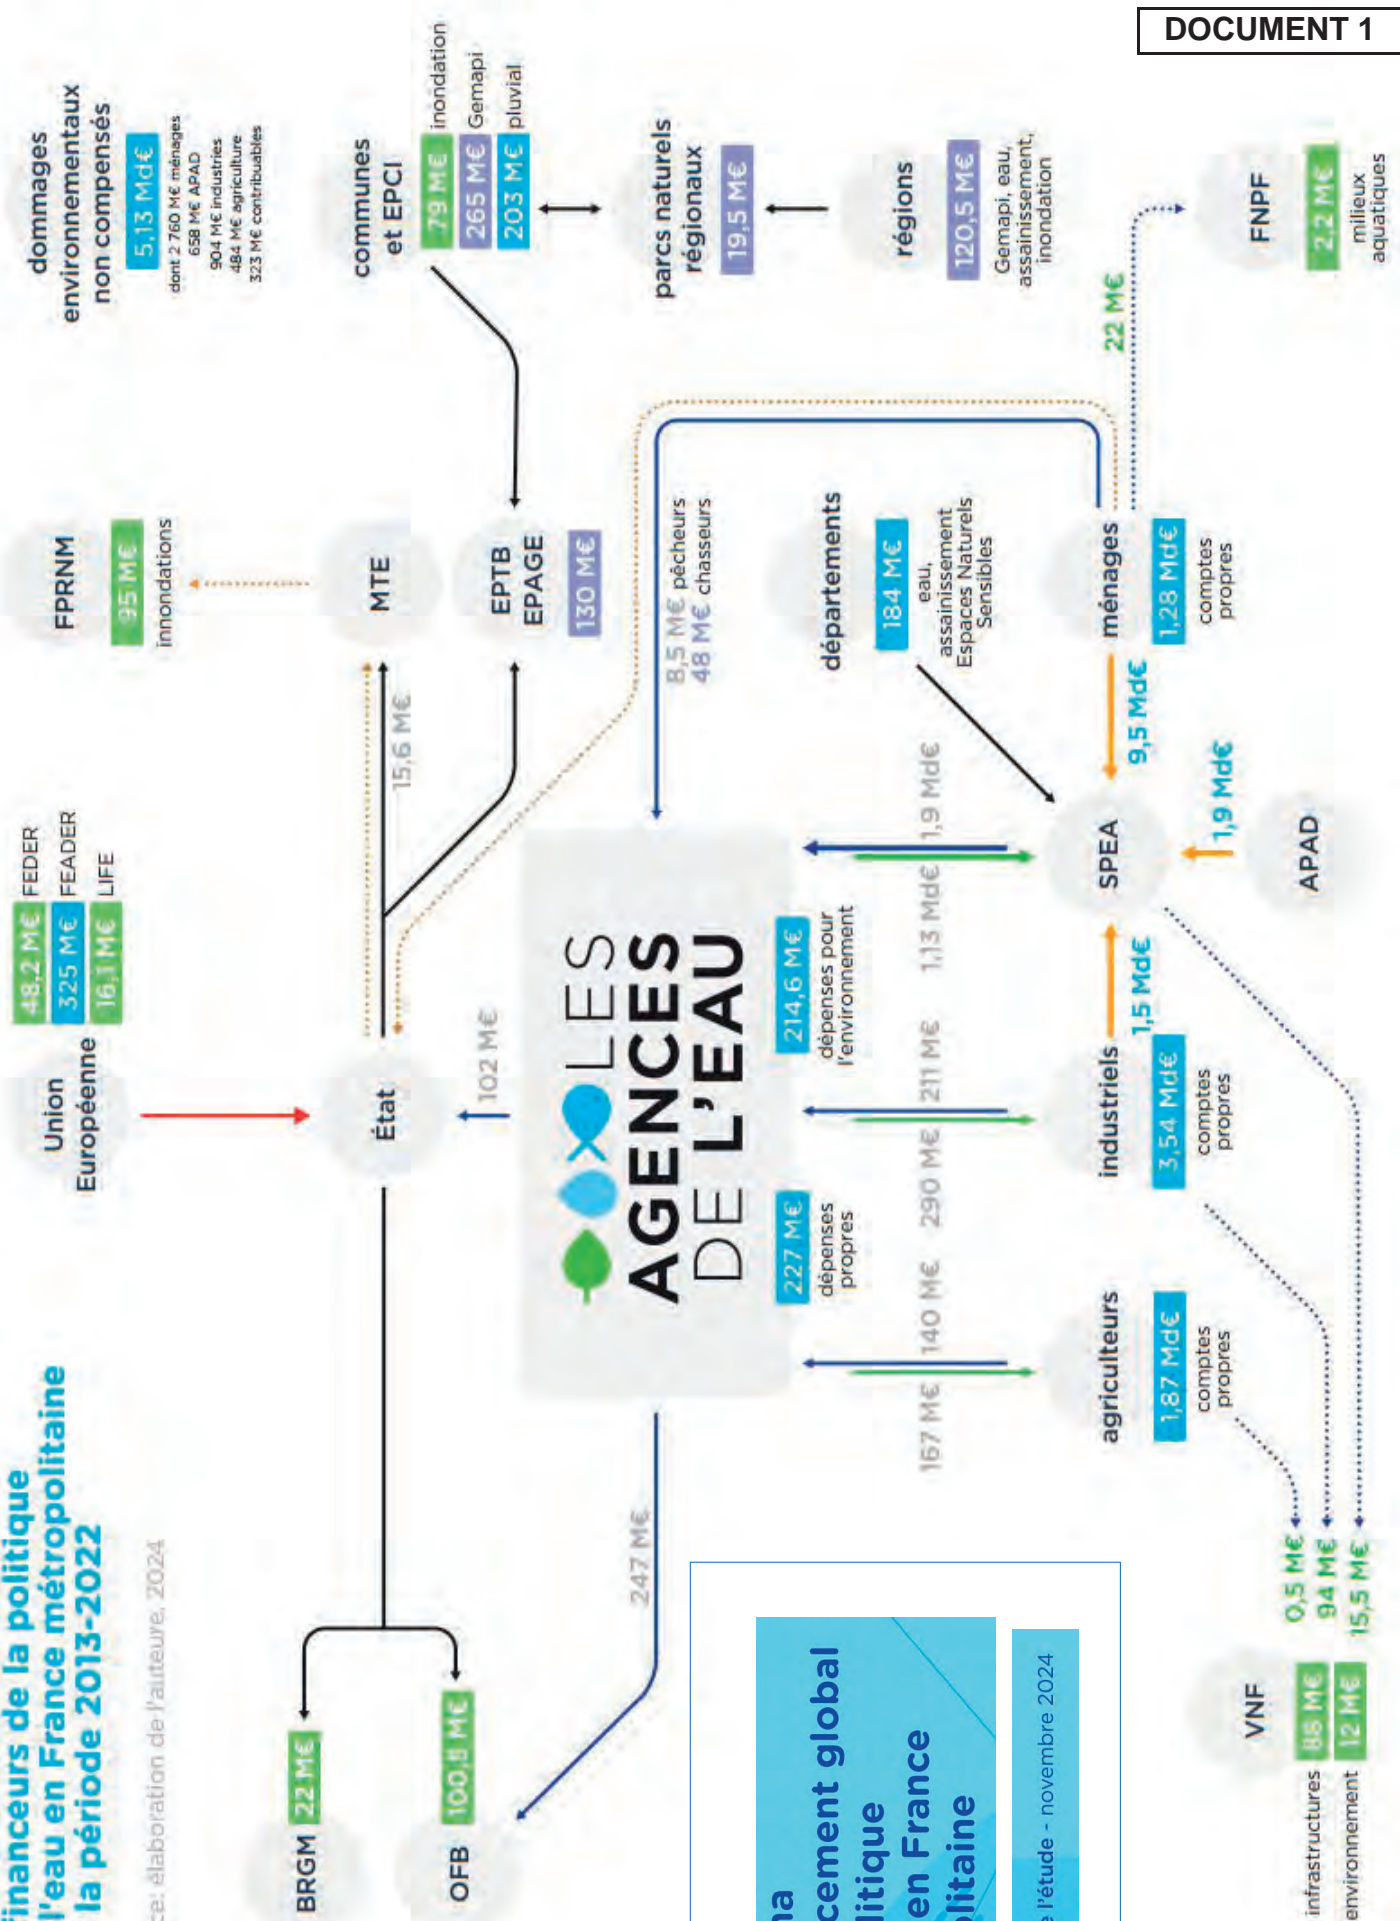 DOCUMENT 1
financeurs de la politique
l'eau en France métropolitaine
la période 2013-2022
élaboration de l'auteure, 2024
Union
Européenne
48,2 M€ FEDER
325 M€ FEADER
16,1 M€ LIFE
FPRNM
95 M€
innondations
dommages
environnementaux
non compensés
5,13 Md€
dont 2 760 M€ ménages
658 M€ APAD
904 M€ industries
484 M€ agriculture
323 M€ contribuables
BRGM
22 M€
OFB
100,8 M€
État
MTE
15,6 M€
102 M€
247 M€
EPTB
EPAGE
130 M€
communes
et EPCI
79 M€ inondation
265 M€ Gemapi
203 M€ pluvial
parcs naturels
régionaux
19,5 M€
régions
120,5 M€
Gemapi, eau,
assainissement,
inondation
LES
AGENCES
DE L'EAU
8,5 M€ pêcheurs
48 M€ chasseurs
227 M€
dépenses
propres
214,6 M€
dépenses pour
l'environnement
départements
184 M€
eau,
assainissement
Espaces Naturels
Sensibles
167 M€
140 M€
290 M€
211 M€
1,13 Md€
1,9 Md€
agriculteurs
1,87 Md€
comptes
propres
industriels
3,54 Md€
comptes
propres
1,5 Md€
SPEA
9,5 Md€
ménages
1,28 Md€
comptes
propres
1,9 Md€
APAD
22 M€
FNPF
2,2 M€
milieux
aquatiques
VNF
infrastructures 88 M€
environnement 12 M€
0,5 M€
94 M€
15,5 M€
cement global
litique
en France
litaine
l'étude - novembre 2024